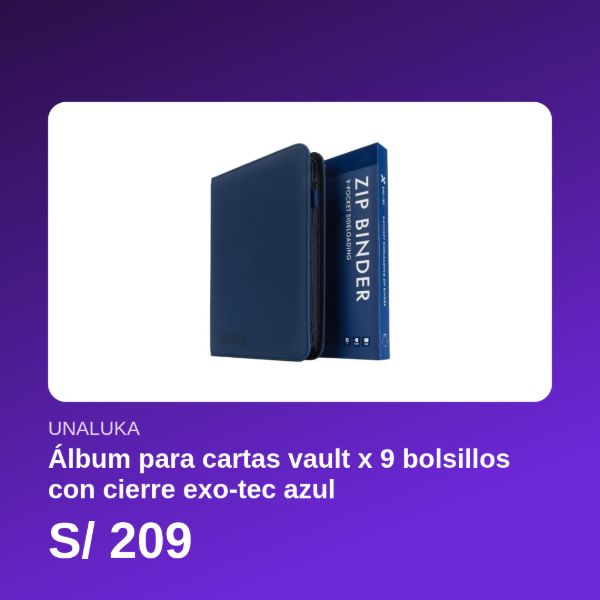 ZIP BINDER
9-POCKET SIDELOADING
UNALUKA
Álbum para cartas vault x 9 bolsillos
con cierre exo-tec azul
S/ 209